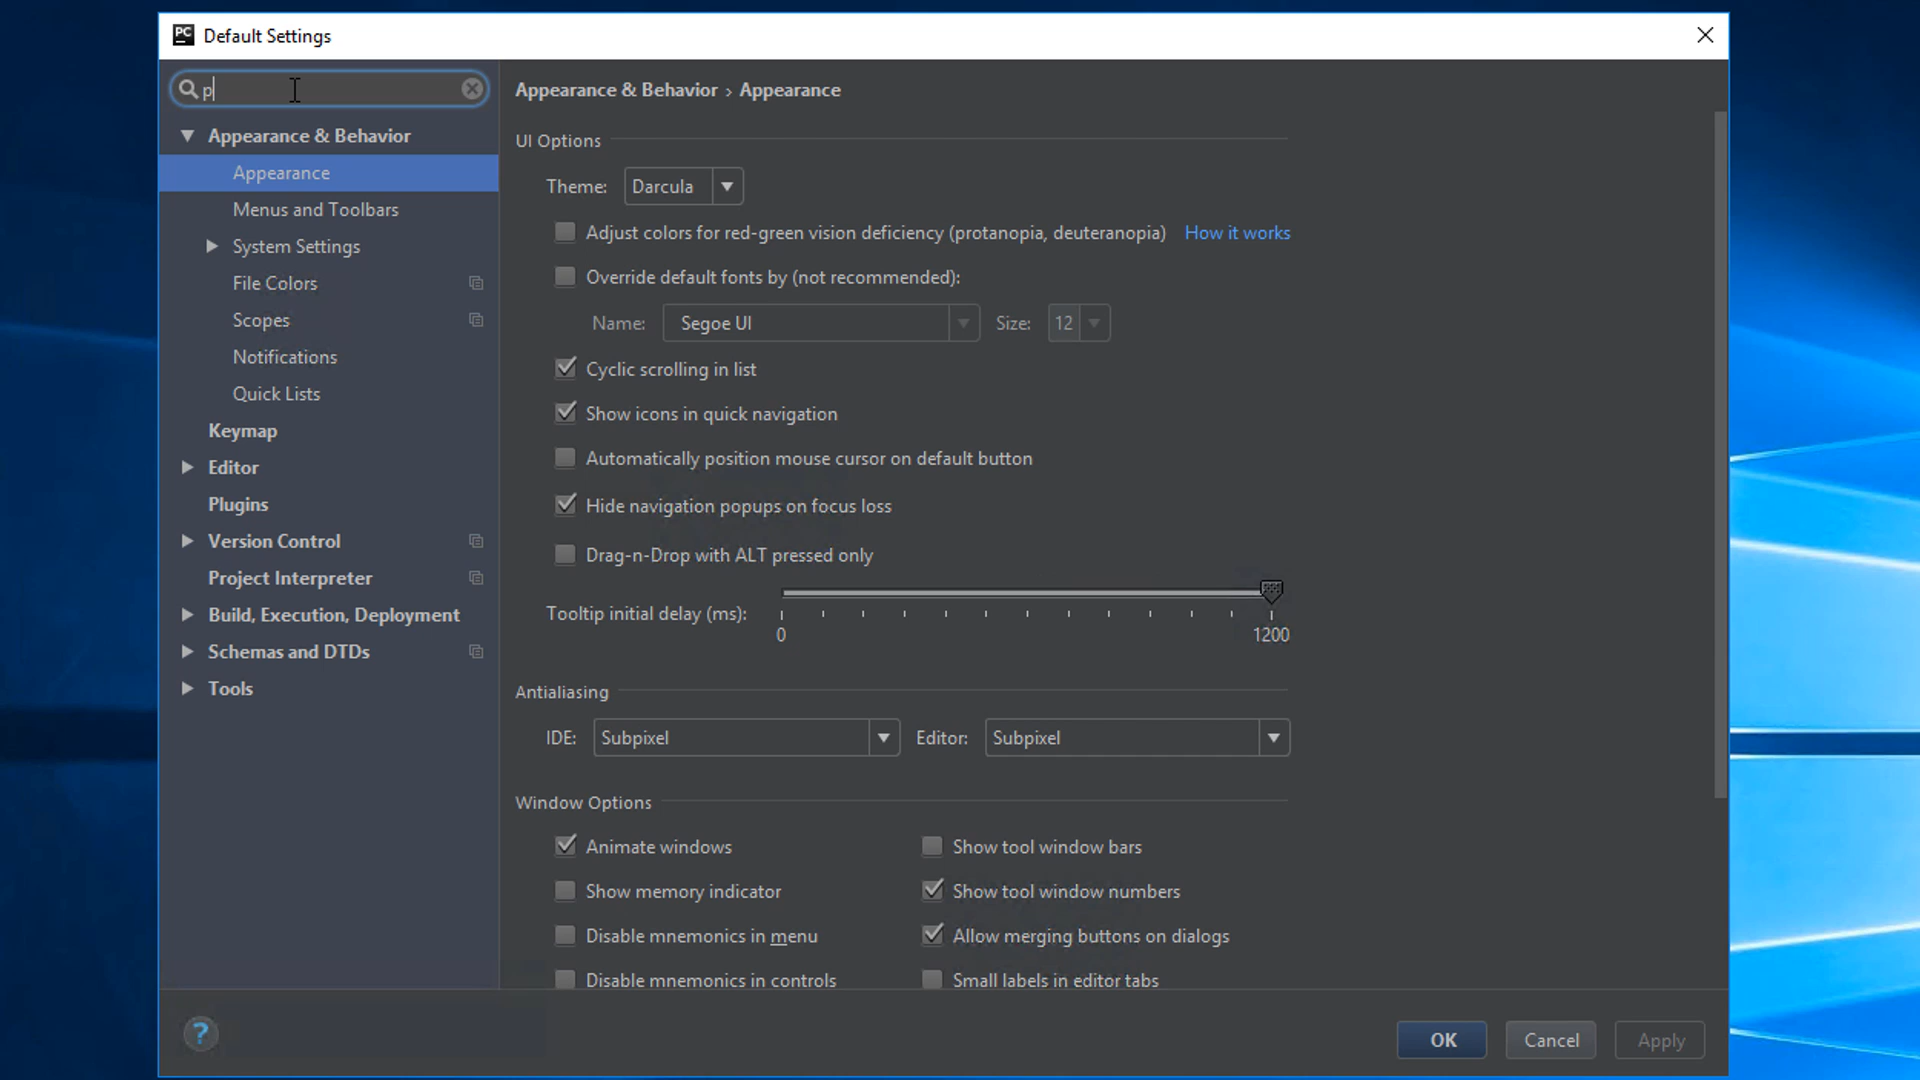 PC Default Settings
p
Appearance & Behavior
Appearance
Menus and Toolbars
System Settings
File Colors
Scopes
Notifications
Quick Lists
Keymap
Editor
Plugins
Version Control
Project Interpreter
Build, Execution, Deployment
Schemas and DTDs
Tools
Appearance & Behavior › Appearance
UI Options
Theme: Darcula
Adjust colors for red-green vision deficiency (protanopia, deuteranopia) How it works
Override default fonts by (not recommended):
Name: Segoe UI Size: 12
Cyclic scrolling in list
Show icons in quick navigation
Automatically position mouse cursor on default button
Hide navigation popups on focus loss
Drag-n-Drop with ALT pressed only
Tooltip initial delay (ms):
0 1200
Antialiasing
IDE: Subpixel Editor: Subpixel
Window Options
Animate windows Show tool window bars
Show memory indicator Show tool window numbers
Disable mnemonics in menu Allow merging buttons on dialogs
Disable mnemonics in controls Small labels in editor tabs
? OK Cancel Apply